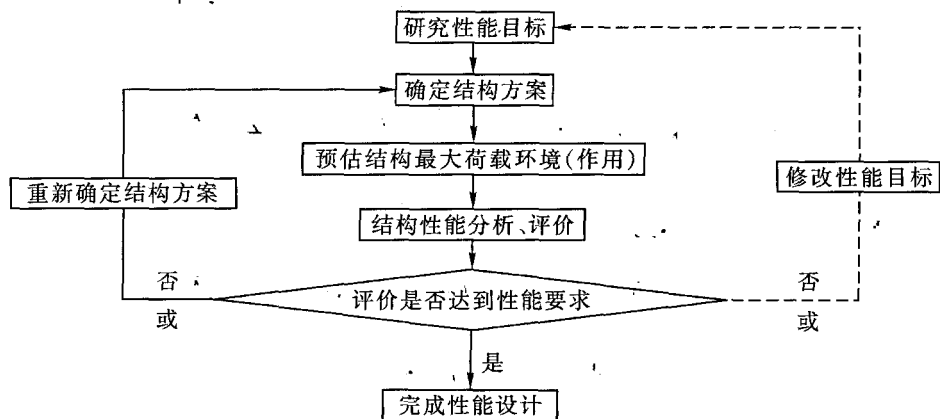 研究性能目标
确定结构方案
预估结构最大荷载环境(作用)
重新确定结构方案
修改性能目标
结构性能分析、评价
否
评价是否达到性能要求
否
或
或
是
完成性能设计